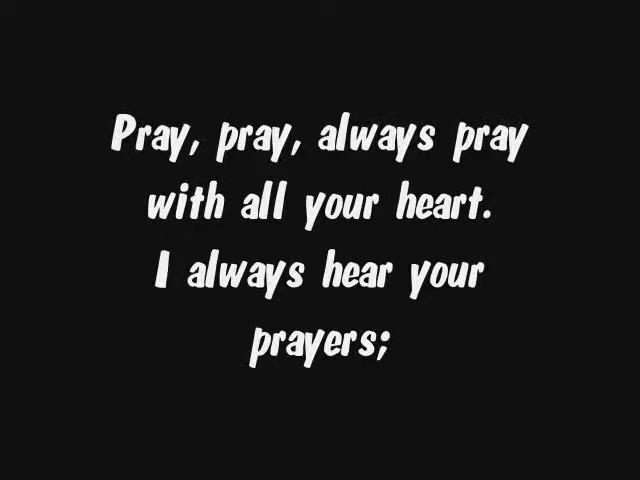 Pray, pray, always pray
with all your heart.
I always hear your
prayers;